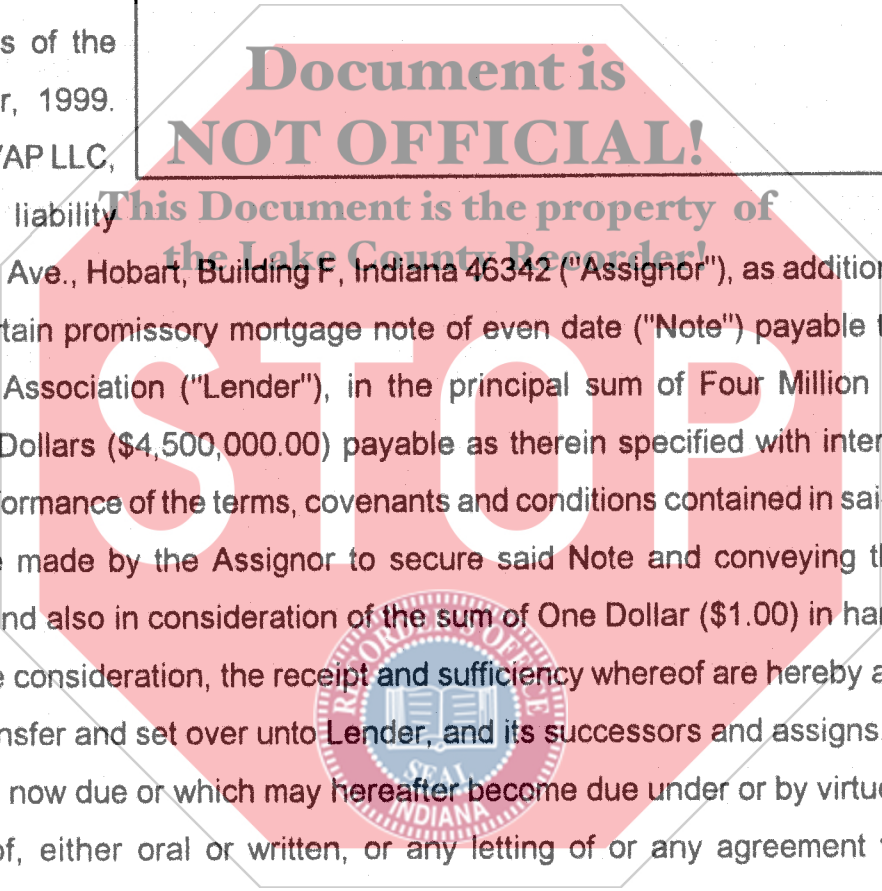 s of the
r, 1999.
AP LLC,
liability
Ave., Hobart, Building F, Indiana 46342 ("Assignor"), as addition
tain promissory mortgage note of even date ("Note") payable t
Association ("Lender"), in the principal sum of Four Million
Dollars ($4,500,000.00) payable as therein specified with inter
ormance of the terms, covenants and conditions contained in sai
e made by the Assignor to secure said Note and conveying th
nd also in consideration of the sum of One Dollar ($1.00) in han
e consideration, the receipt and sufficiency whereof are hereby a
nsfer and set over unto Lender, and its successors and assigns
now due or which may hereafter become due under or by virtue
of, either oral or written, or any letting of or any agreement
Document is
NOT OFFICIAL!
This Document is the property of
the Lake County Recorder!
STOP
RECORDER'S OFFICE
SEAL
INDIANA